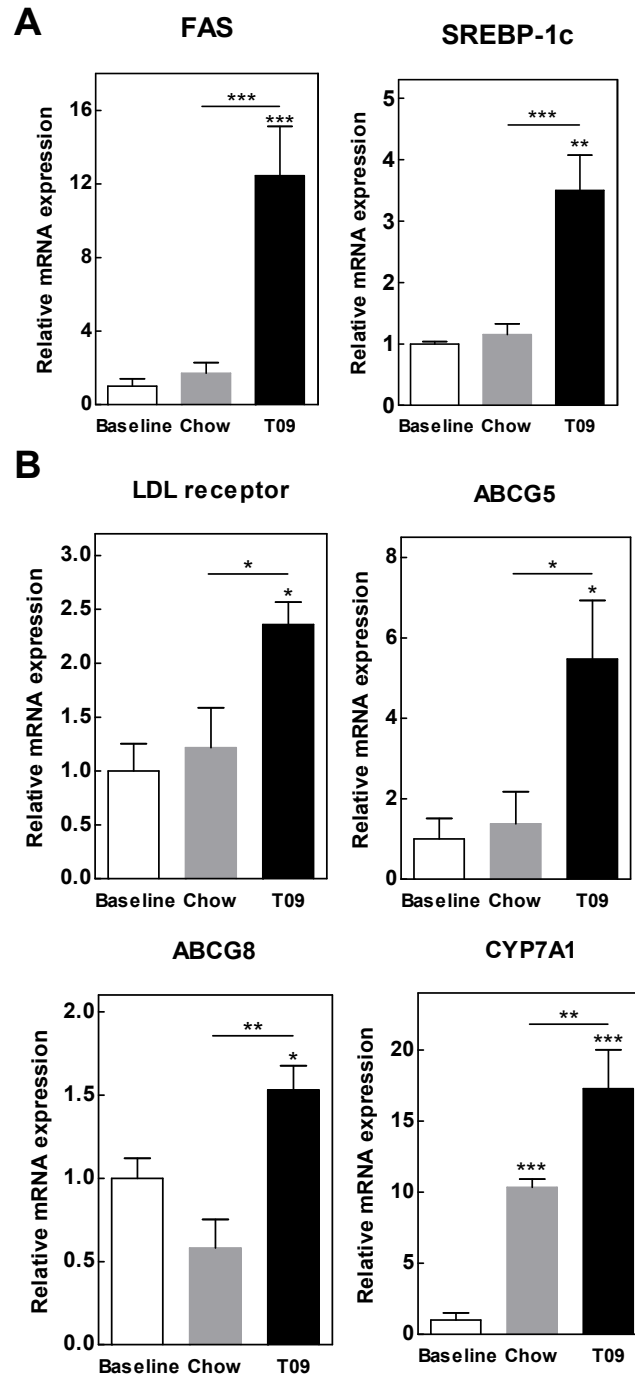 A
FAS
Relative mRNA expression
16
12
8
4
0
***
***
Baseline Chow T09
SREBP-1c
Relative mRNA expression
5
4
3
2
1
0
***
**
Baseline Chow T09
B
LDL receptor
Relative mRNA expression
3.0
2.5
2.0
1.5
1.0
0.5
0.0
*
*
Baseline Chow T09
ABCG5
Relative mRNA expression
8
6
4
2
0
*
*
Baseline Chow T09
ABCG8
Relative mRNA expression
2.0
1.5
1.0
0.5
0.0
**
*
Baseline Chow T09
CYP7A1
Relative mRNA expression
20
15
10
5
0
**
***
***
Baseline Chow T09